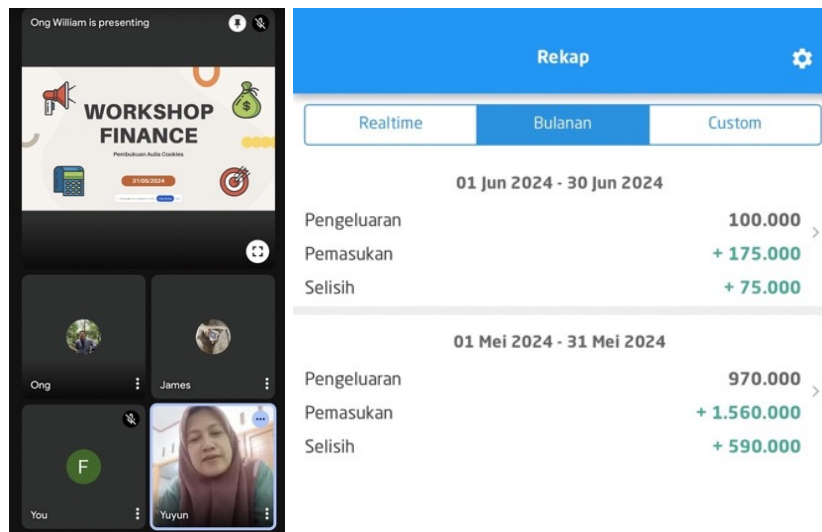 Ong William is presenting
WORKSHOP
FINANCE
Pembukuan Aulia Cookies
31/05/2024
Ong
James
F
You
Yuyun
Rekap
Realtime
Bulanan
Custom
01 Jun 2024 - 30 Jun 2024
Pengeluaran 100.000
Pemasukan + 175.000
Selisih + 75.000
01 Mei 2024 - 31 Mei 2024
Pengeluaran 970.000
Pemasukan + 1.560.000
Selisih + 590.000